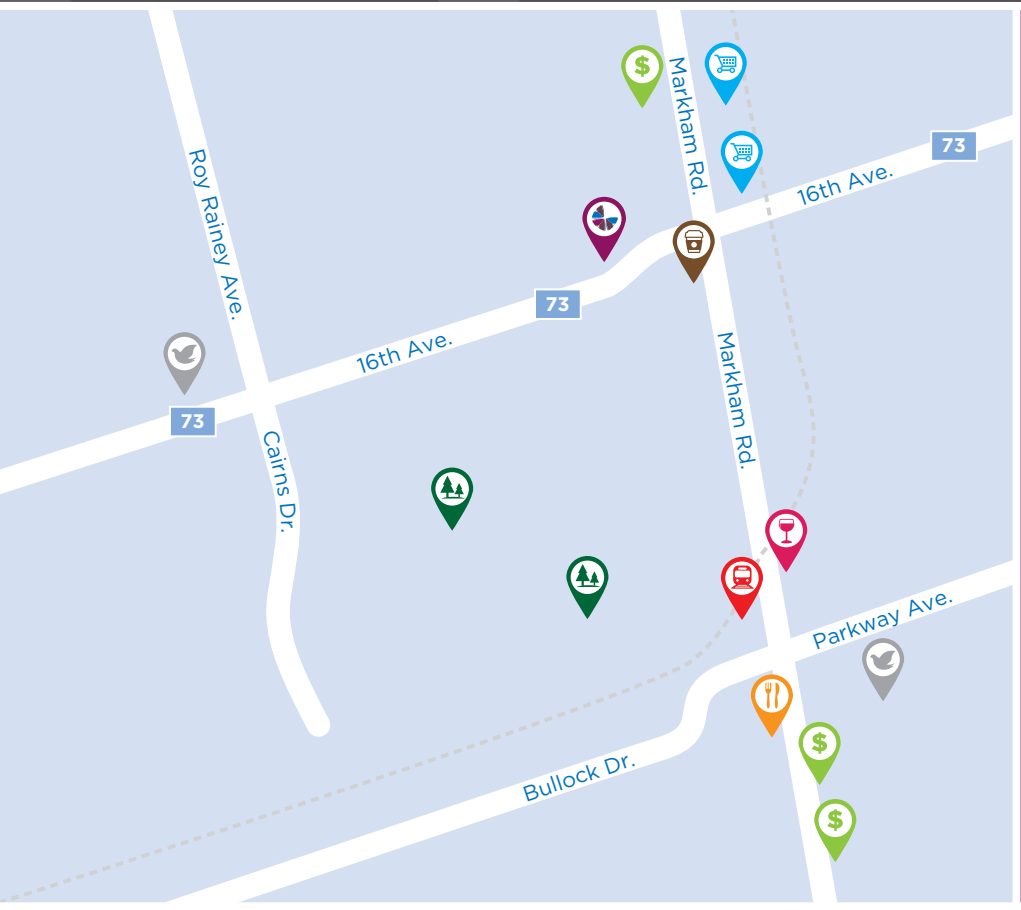 $
Markham Rd.
73
Roy Rainey Ave.
16th Ave.
73
16th Ave.
Markham Rd.
73
Cairns Dr.
Parkway Ave.
$
Bullock Dr.
$